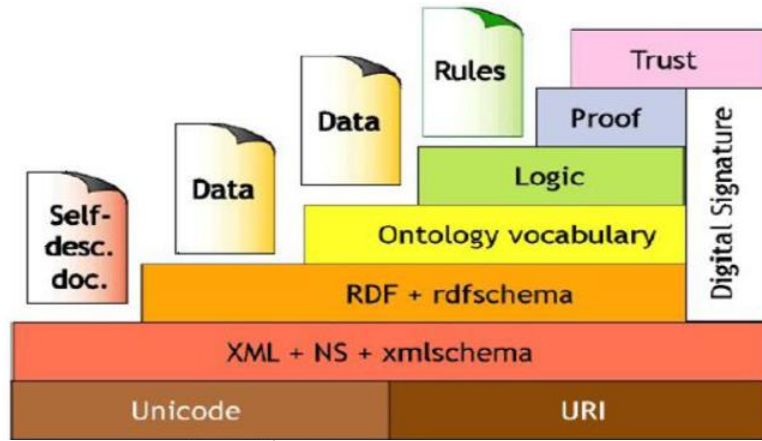 Rules
Trust
Data
Proof
Data
Logic
Self-
desc.
doc.
Ontology vocabulary
Digital Signature
RDF + rdfschema
XML + NS + xmlschema
Unicode
URI